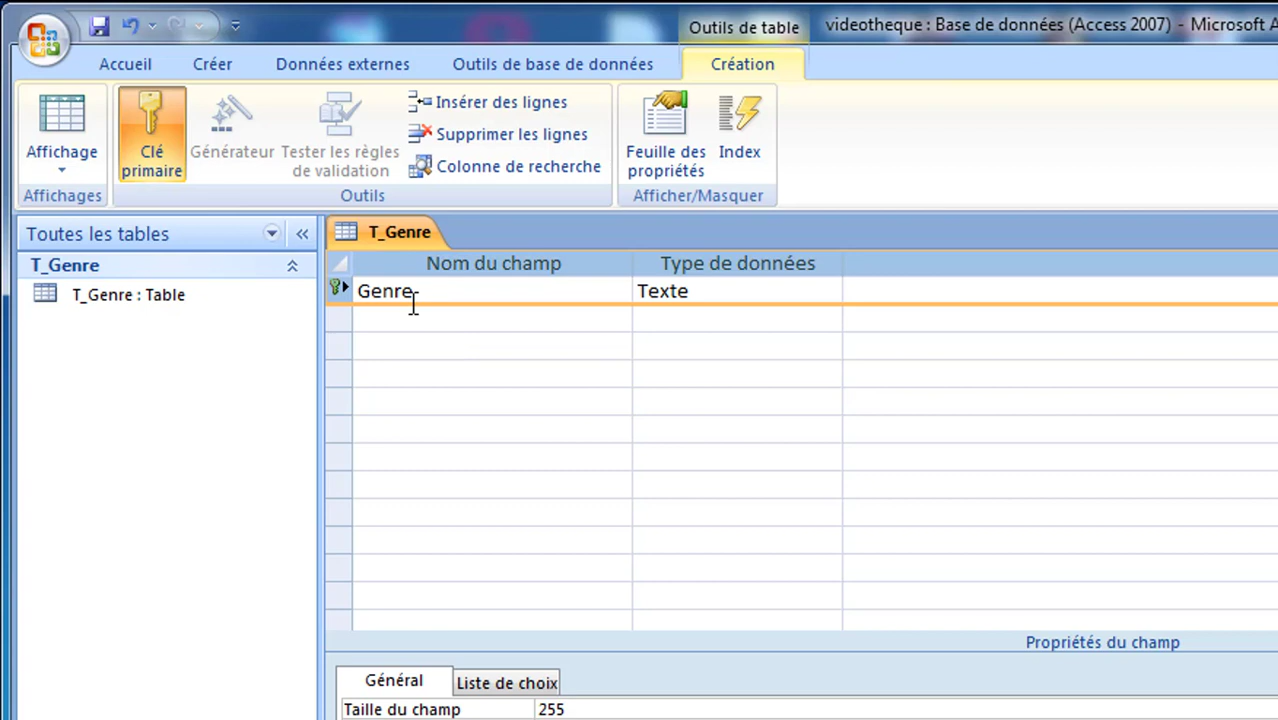 Outils de table
videotheque : Base de données (Access 2007) - Microsoft A
Accueil
Créer
Données externes
Outils de base de données
Création
Affichage
Clé
primaire
Générateur
Tester les règles
de validation
Insérer des lignes
Supprimer les lignes
Colonne de recherche
Feuille des
propriétés
Index
Affichages
Outils
Afficher/Masquer
Toutes les tables
T_Genre
T_Genre : Table
T_Genre
Nom du champ
Type de données
Genre-
Texte
Propriétés du champ
Général
Liste de choix
Taille du champ
255